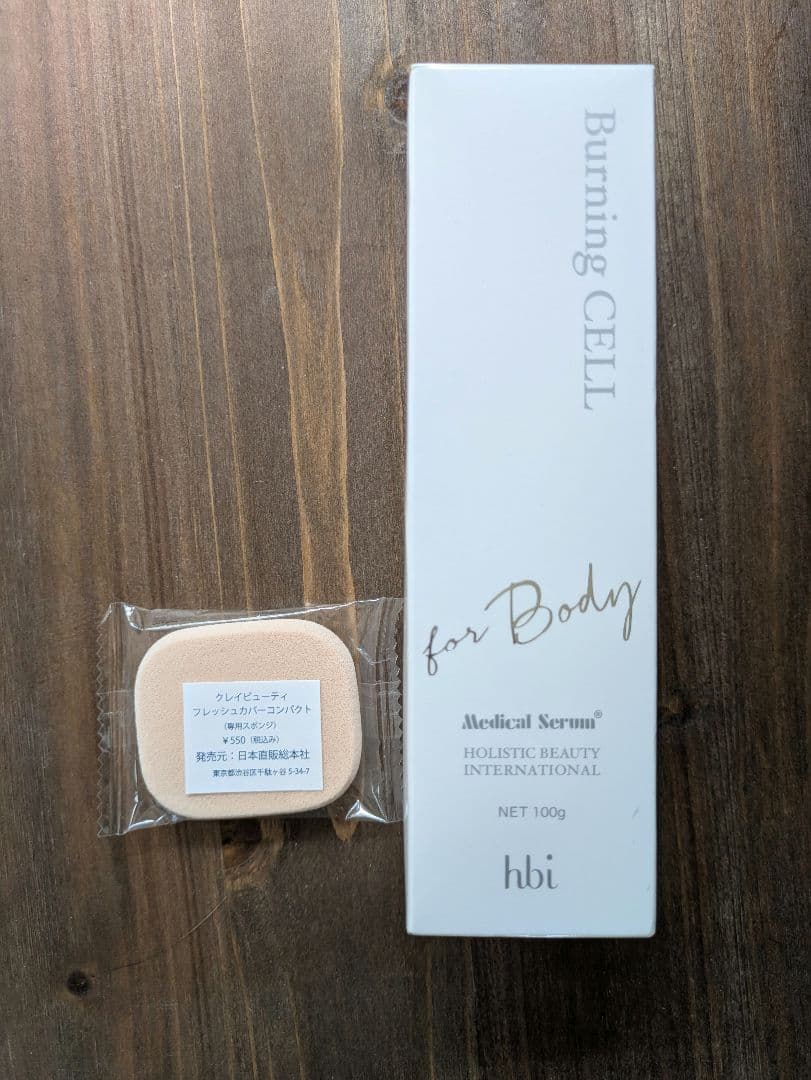 Burning CELL
for Body
Medical Serum®
HOLISTIC BEAUTY
INTERNATIONAL
NET 100g
hbi
クレイビューティ
フレッシュカバーコンパクト
（専用スポンジ）
￥550（税込み）
発売元：日本直販総本社
東京都渋谷区千駄ヶ谷 5-34-7